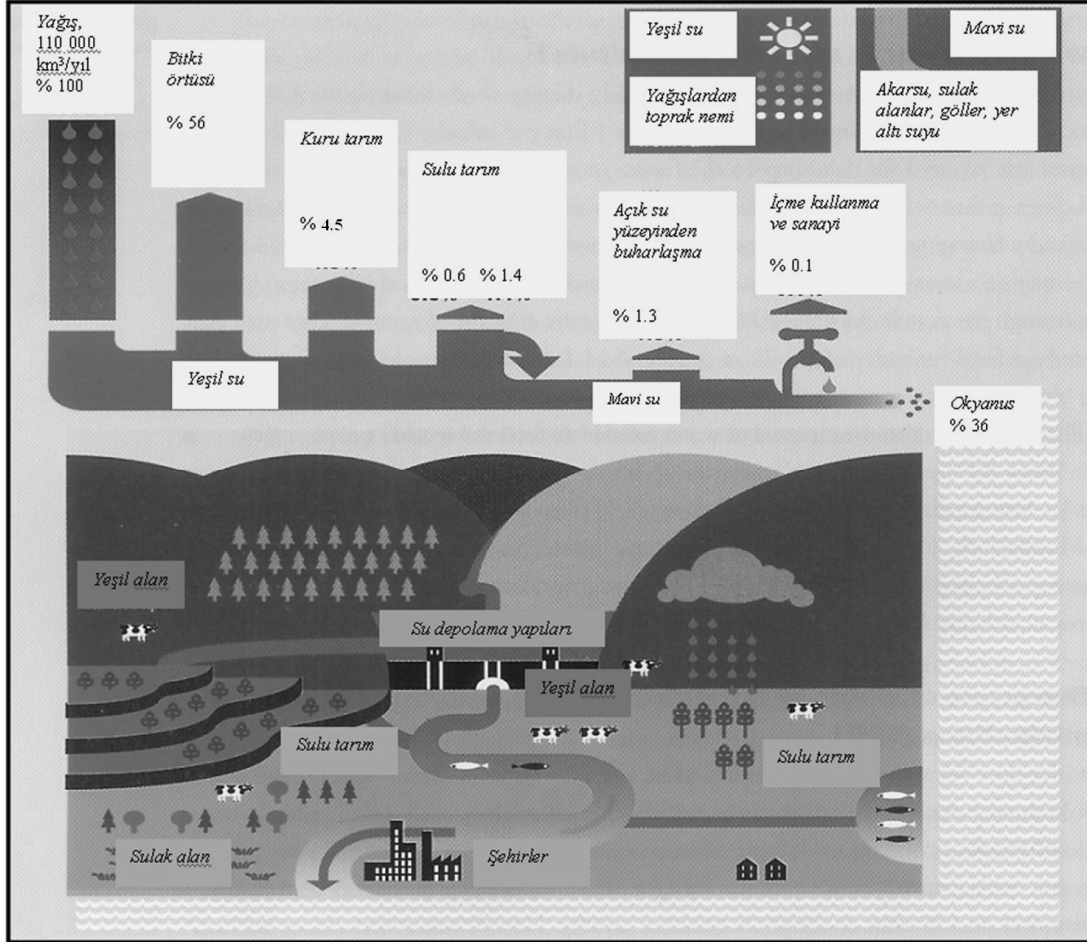 Yağış,
110 000
km³/yıl
% 100
Bitki
örtüsü
% 56
Kuru tarım
% 4.5
Sulu tarım
% 0.6 % 1.4
Yeşil su
Yağışlardan
toprak nemi
Mavi su
Akarsu, sulak
alanlar, göller, yer
altı suyu
Açık su
yüzeyinden
buharlaşma
% 1.3
İçme kullanma
ve sanayi
% 0.1
Yeşil su
Mavi su
Okyanus
% 36
Yeşil alan
Su depolama yapıları
Yeşil alan
Sulu tarım
Sulu tarım
Sulak alan
Şehirler